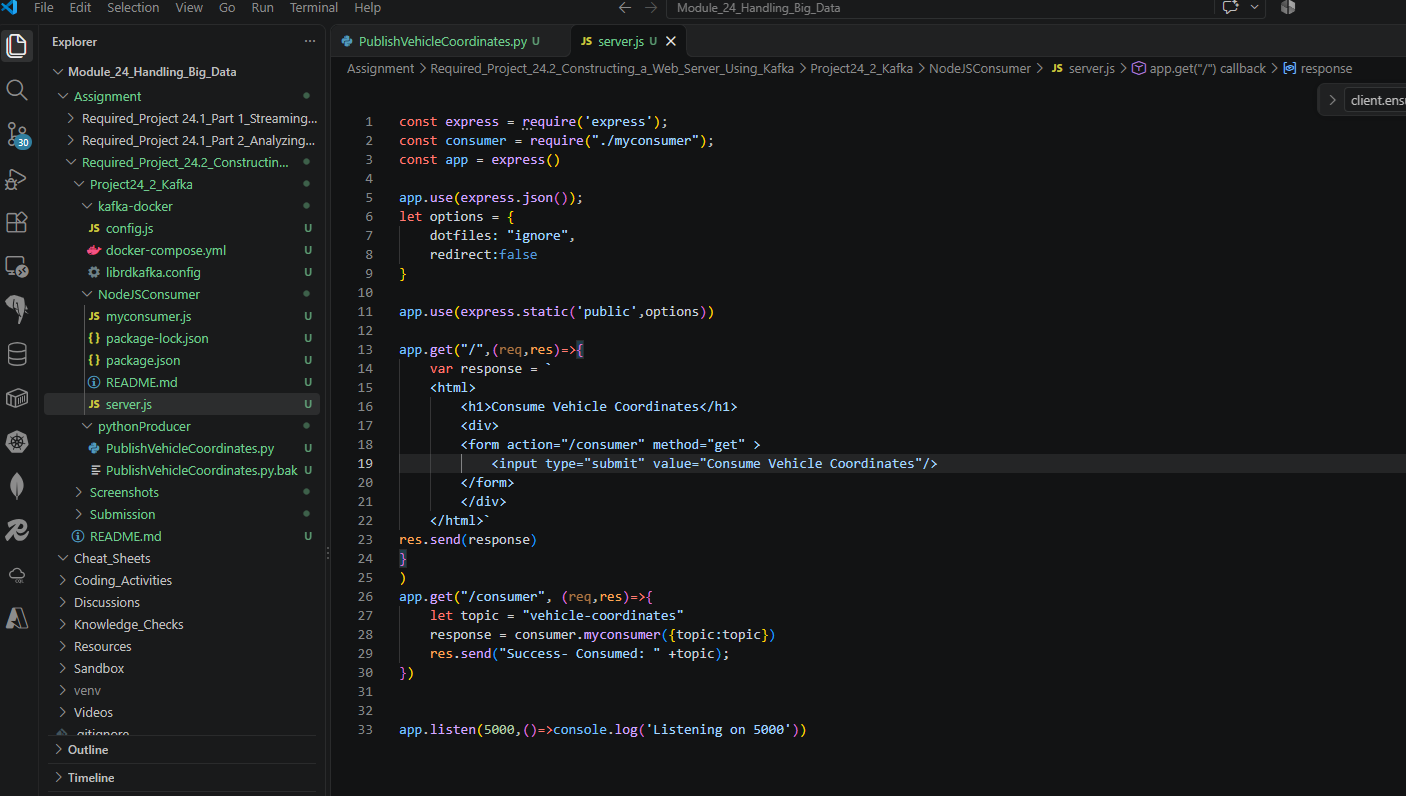 File Edit Selection View Go Run Terminal Help
Module_24_Handling_Big_Data
Explorer
Module_24_Handling_Big_Data
Assignment
Required_Project 24.1_Part 1_Streaming...
Required_Project 24.1_Part 2_Analyzing...
Required_Project_24.2_Constructin...
Project24_2_Kafka
kafka-docker
JS config.js U
docker-compose.yml U
librdkafka.config U
NodeJSConsumer
JS myconsumer.js U
{} package-lock.json U
{} package.json U
README.md U
JS server.js U
pythonProducer
PublishVehicleCoordinates.py U
PublishVehicleCoordinates.py.bak U
Screenshots
Submission
README.md U
Cheat_Sheets
Coding_Activities
Discussions
Knowledge_Checks
Resources
Sandbox
venv
Videos
.gitignore
Outline
Timeline
30
PublishVehicleCoordinates.py U
JS server.js U
Assignment > Required_Project_24.2_Constructing_a_Web_Server_Using_Kafka > Project24_2_Kafka > NodeJSConsumer > JS server.js > app.get("/") callback > response
client.ensu
1 const express = require('express');
2 const consumer = require("./myconsumer");
3 const app = express()
4
5 app.use(express.json());
6 let options = {
7 dotfiles: "ignore",
8 redirect:false
9 }
10
11 app.use(express.static('public',options))
12
13 app.get("/",(req,res)=>{
14 var response = `
15 <html>
16 <h1>Consume Vehicle Coordinates</h1>
17 <div>
18 <form action="/consumer" method="get" >
19 <input type="submit" value="Consume Vehicle Coordinates"/>
20 </form>
21 </div>
22 </html>`
23 res.send(response)
24 }
25 )
26 app.get("/consumer", (req,res)=>{
27 let topic = "vehicle-coordinates"
28 response = consumer.myconsumer({topic:topic})
29 res.send("Success- Consumed: " +topic);
30 })
31
32
33 app.listen(5000,()=>console.log('Listening on 5000'))